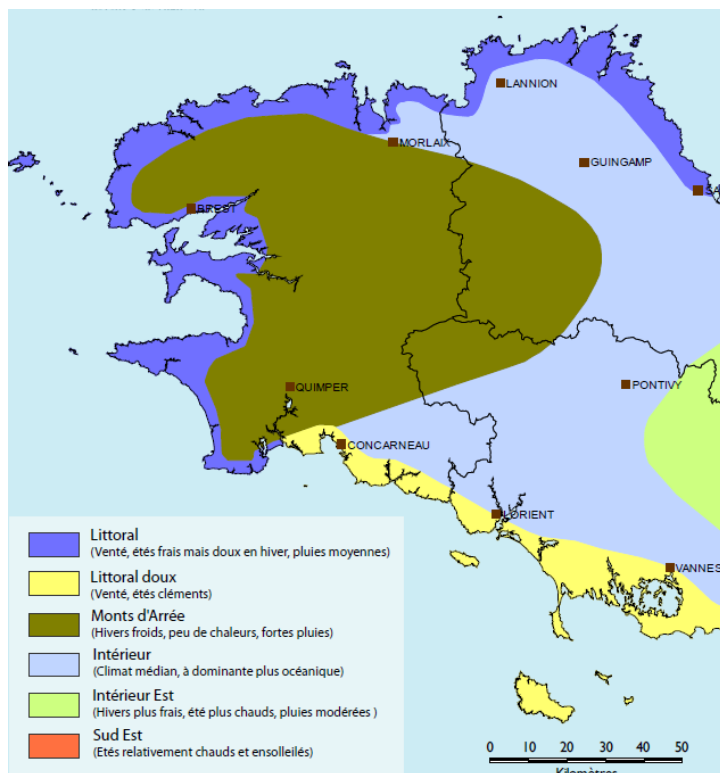 LANNION
MORLAIX
GUINGAMP
BREST
QUIMPER
PONTIVY
CONCARNEAU
LORIENT
VANNES
Littoral
(Venté, étés frais mais doux en hiver, pluies moyennes)
Littoral doux
(Venté, étés cléments)
Monts d'Arrée
(Hivers froids, peu de chaleurs, fortes pluies)
Intérieur
(Climat médian, à dominante plus océanique)
Intérieur Est
(Hivers plus frais, été plus chauds, pluies modérées )
Sud Est
(Etés relativement chauds et ensolleilés)
0 10 20 30 40 50
Kilomètres